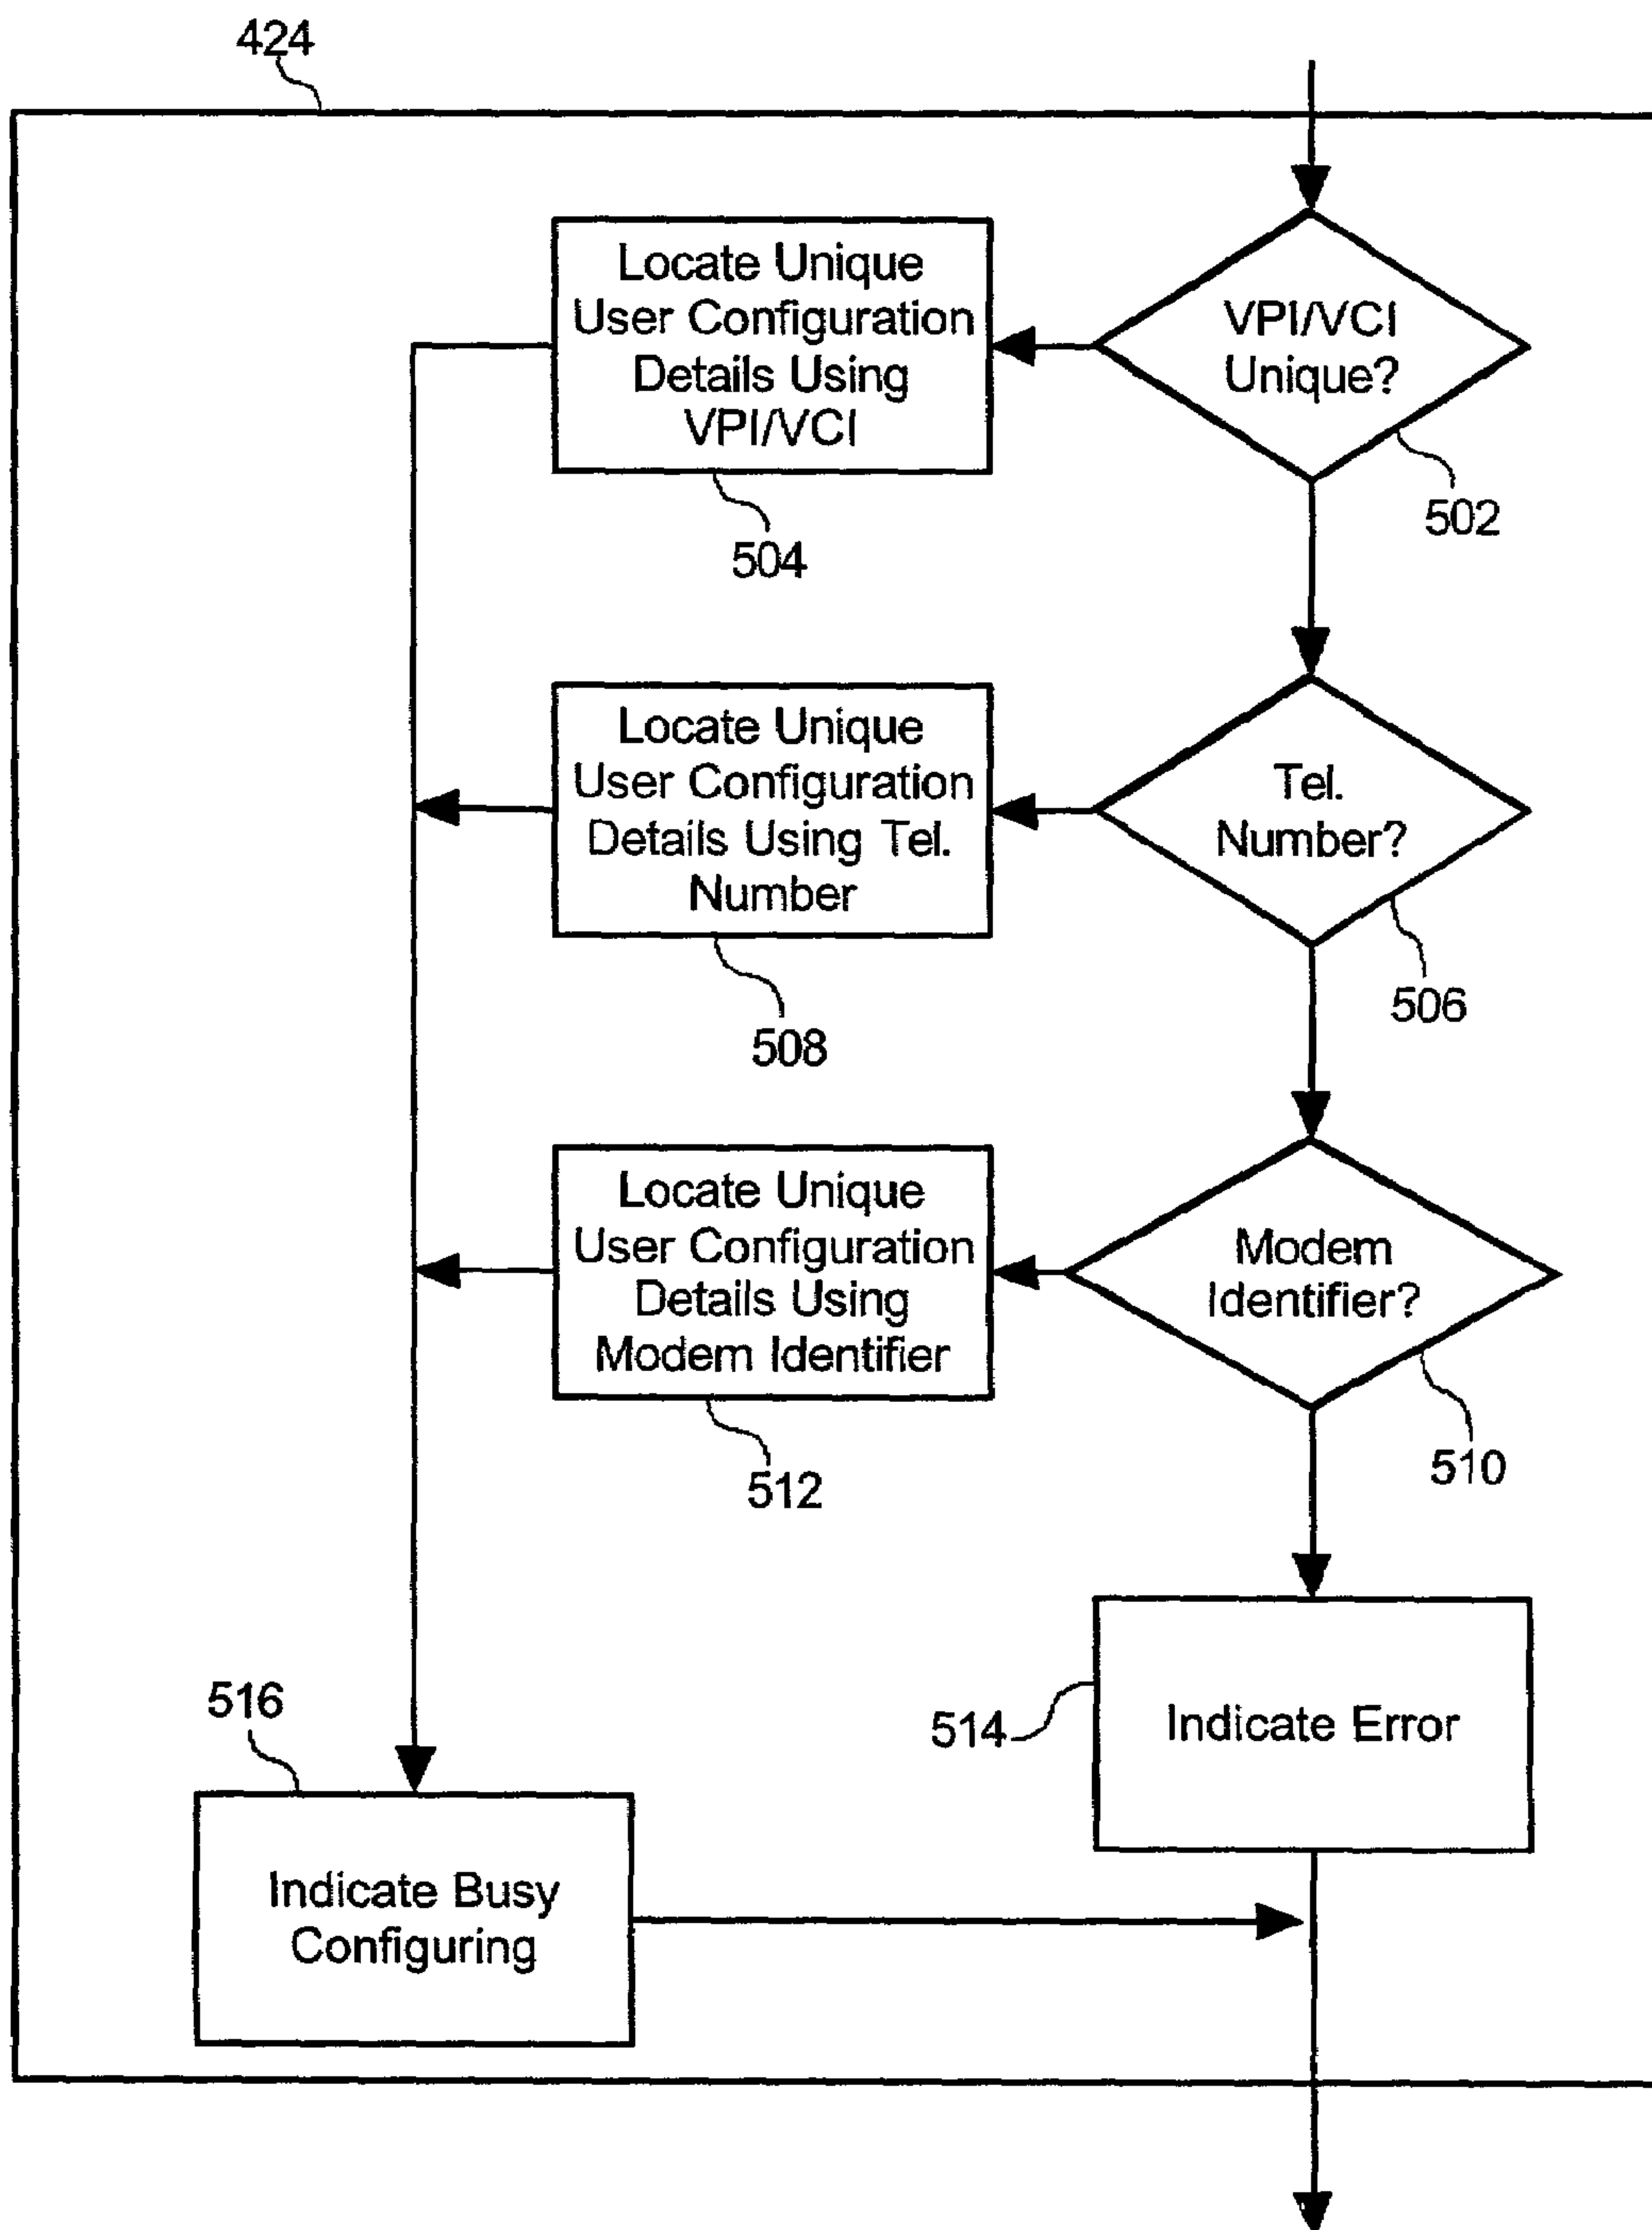 424
Locate Unique
User Configuration
Details Using
VPI/VCI
504
VPI/VCI
Unique?
502
Locate Unique
User Configuration
Details Using Tel.
Number
508
Tel.
Number?
506
Locate Unique
User Configuration
Details Using
Modem Identifier
512
Modem
Identifier?
510
514
Indicate Error
516
Indicate Busy
Configuring